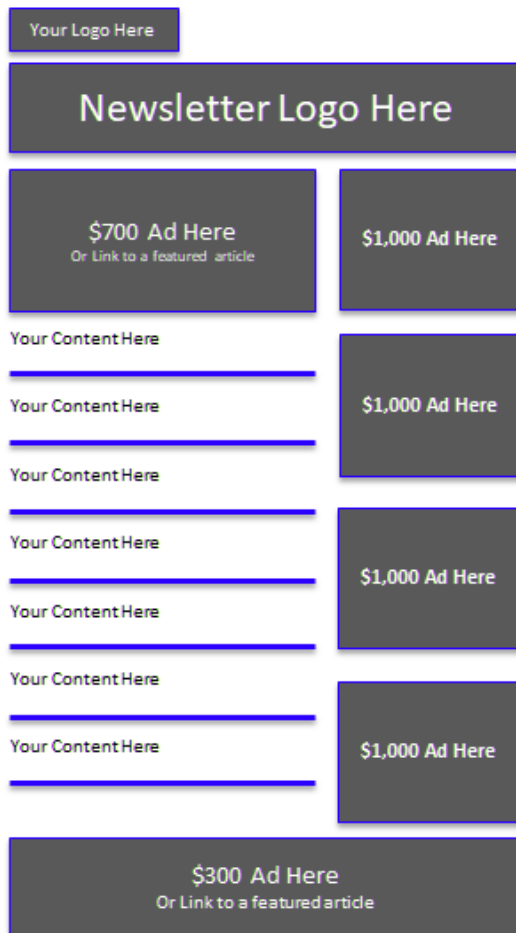 Your Logo Here
Newsletter Logo Here
$700 Ad Here
Or Link to a featured article
$1,000 Ad Here
Your Content Here
$1,000 Ad Here
Your Content Here
Your Content Here
Your Content Here
$1,000 Ad Here
Your Content Here
Your Content Here
$1,000 Ad Here
Your Content Here
$300 Ad Here
Or Link to a featured article